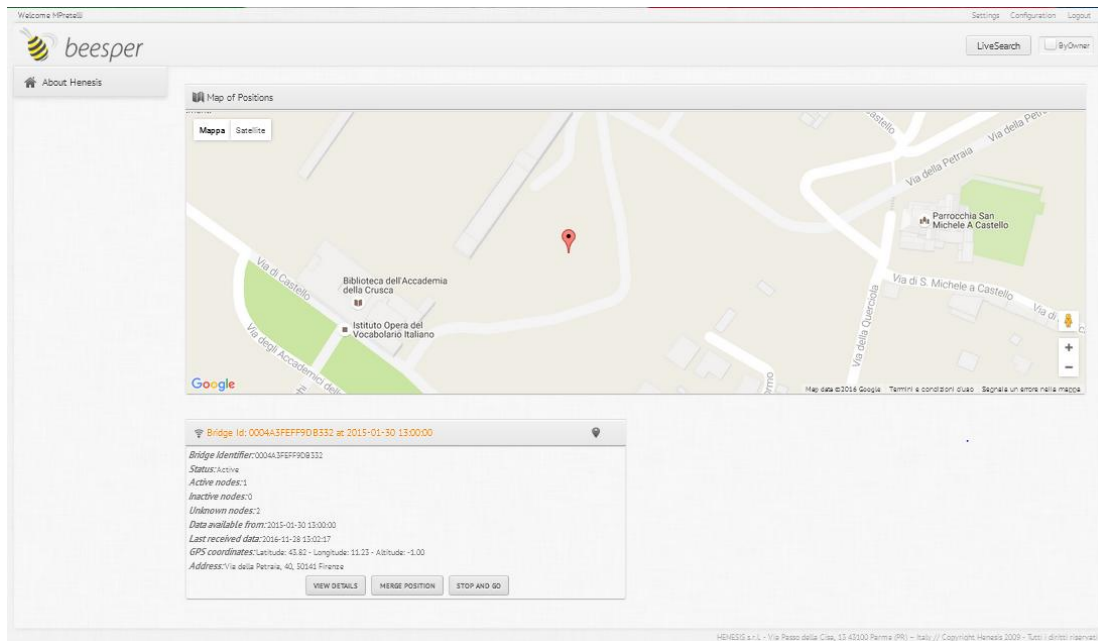 Welcome MPratelli
Settings Configuration Logout
beesper
LiveSearch
ByOwner
About Henesis
Map of Positions
Mappa Satellite
Castello
Via della
Via della Petraia
Parrocchia San
Michele A Castello
Via di Castello
Biblioteca dell'Accademia
della Crusca
Istituto Opera del
Vocabolario Italiano
Via degli Accademici
Via della Querciola
Via di S. Michele a Castello
Via di
Google
Map data ©2016 Google Termini e condizioni d'uso Segnala un errore nella mappa
Bridge Id: 0004A3FEFF9DB332 at 2015-01-30 13:00:00
Bridge Identifier:0004A3FEFF9DB332
Status:Active
Active nodes:1
Inactive nodes:0
Unknown nodes:2
Data available from:2015-01-30 13:00:00
Last received data:2016-11-28 13:02:17
GPS coordinates:Latitude: 43.82 - Longitude: 11.23 - Altitude: -1.00
Address:Via della Petraia, 40, 50141 Firenze
VIEW DETAILS MERGE POSITION STOP AND GO
HENESIS s.r.l. - Via Passo della Cisa, 13 43100 Parma (PR) – Italy // Copyright Henesis 2009 - Tutti i diritti riservati